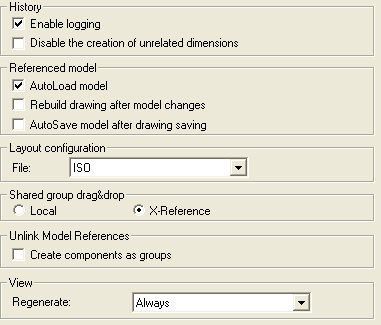 History
Enable logging
Disable the creation of unrelated dimensions
Referenced model
AutoLoad model
Rebuild drawing after model changes
AutoSave model after drawing saving
Layout configuration
File: ISO
Shared group drag&drop
Local X-Reference
Unlink Model References
Create components as groups
View
Regenerate: Always